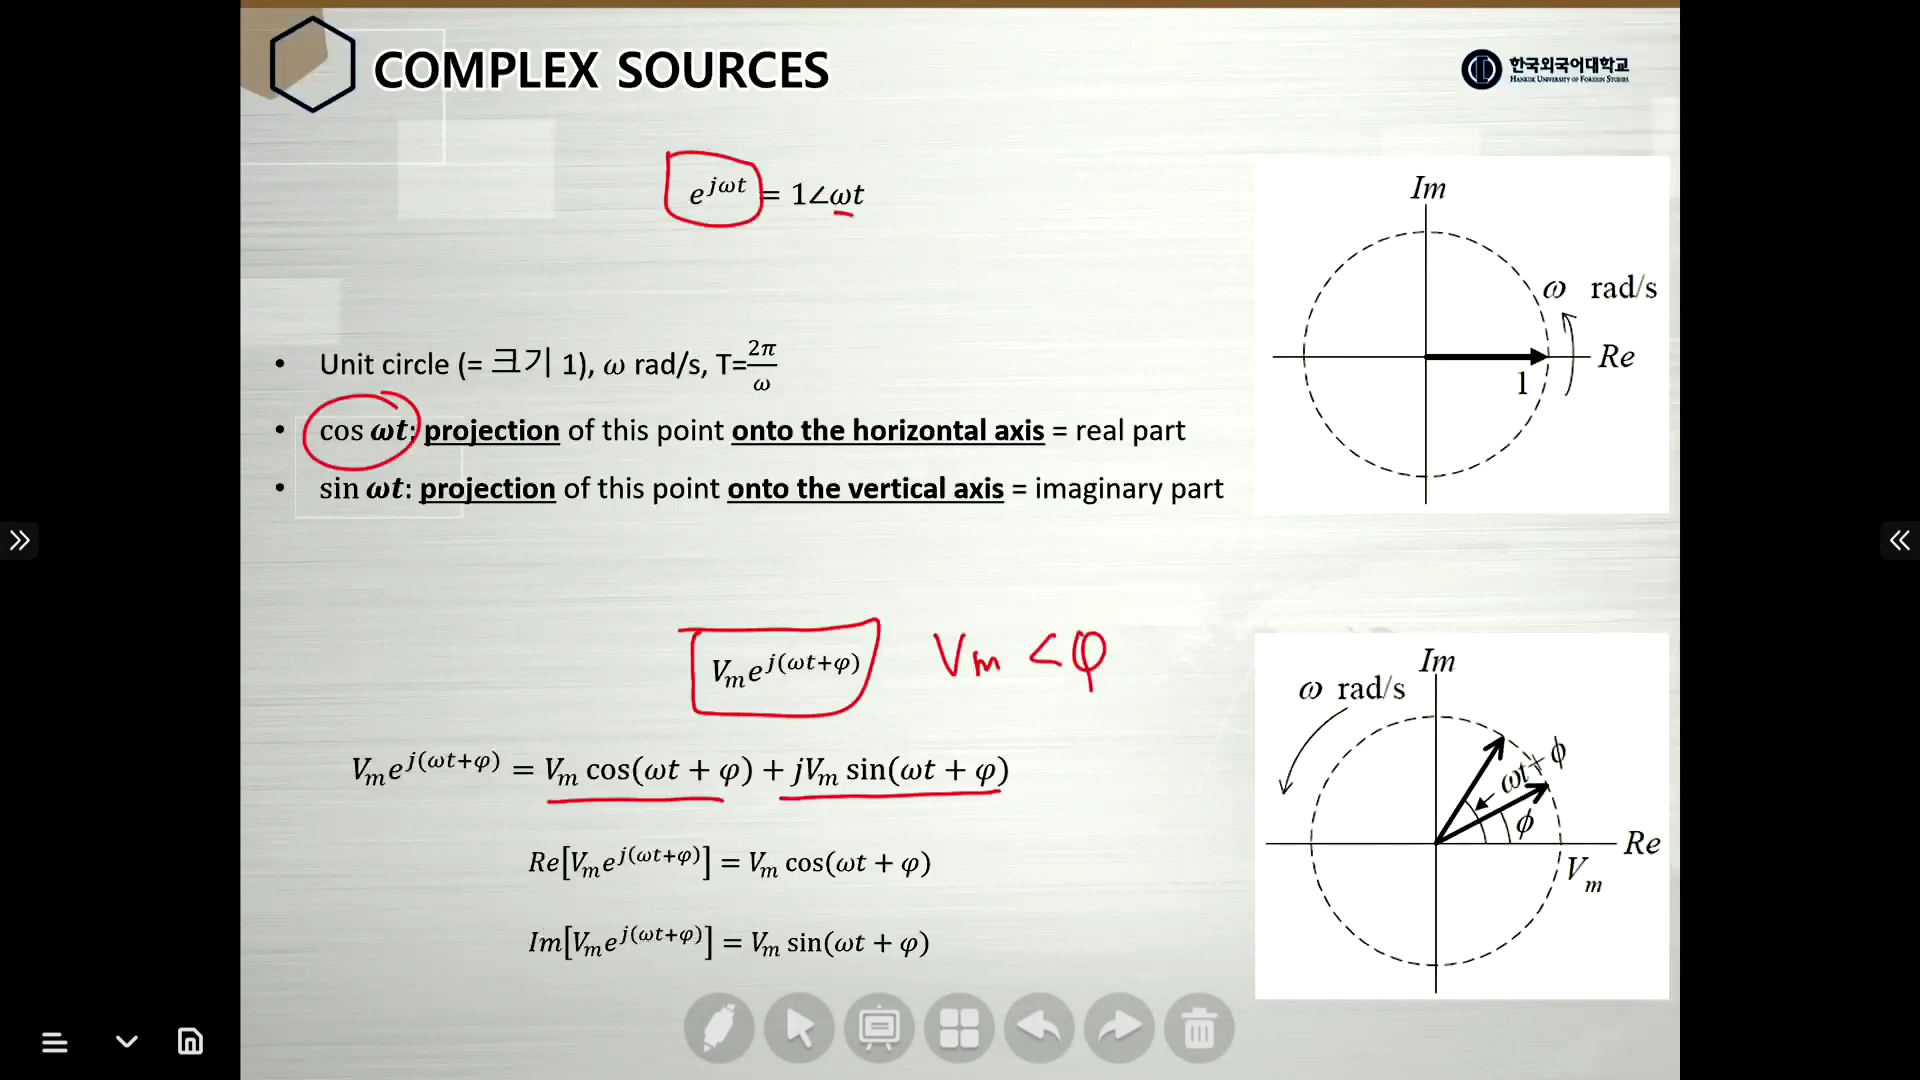 COMPLEX SOURCES
한국외국어대학교
HANKUK UNIVERSITY OF FOREIGN STUDIES
e^{jωt} = 1∠ωt
• Unit circle (= 크기 1), ω rad/s, T=\frac{2π}{ω}
• cos ωt: projection of this point onto the horizontal axis = real part
• sin ωt: projection of this point onto the vertical axis = imaginary part
Im
ω rad/s
Re
1
V_m e^{j(ωt+φ)} Vm <φ
V_m e^{j(ωt+φ)} = V_m cos(ωt + φ) + jV_m sin(ωt + φ)
Re[V_m e^{j(ωt+φ)}] = V_m cos(ωt + φ)
Im[V_m e^{j(ωt+φ)}] = V_m sin(ωt + φ)
Im
ω rad/s
ωt+ϕ
ϕ
Re
V_m